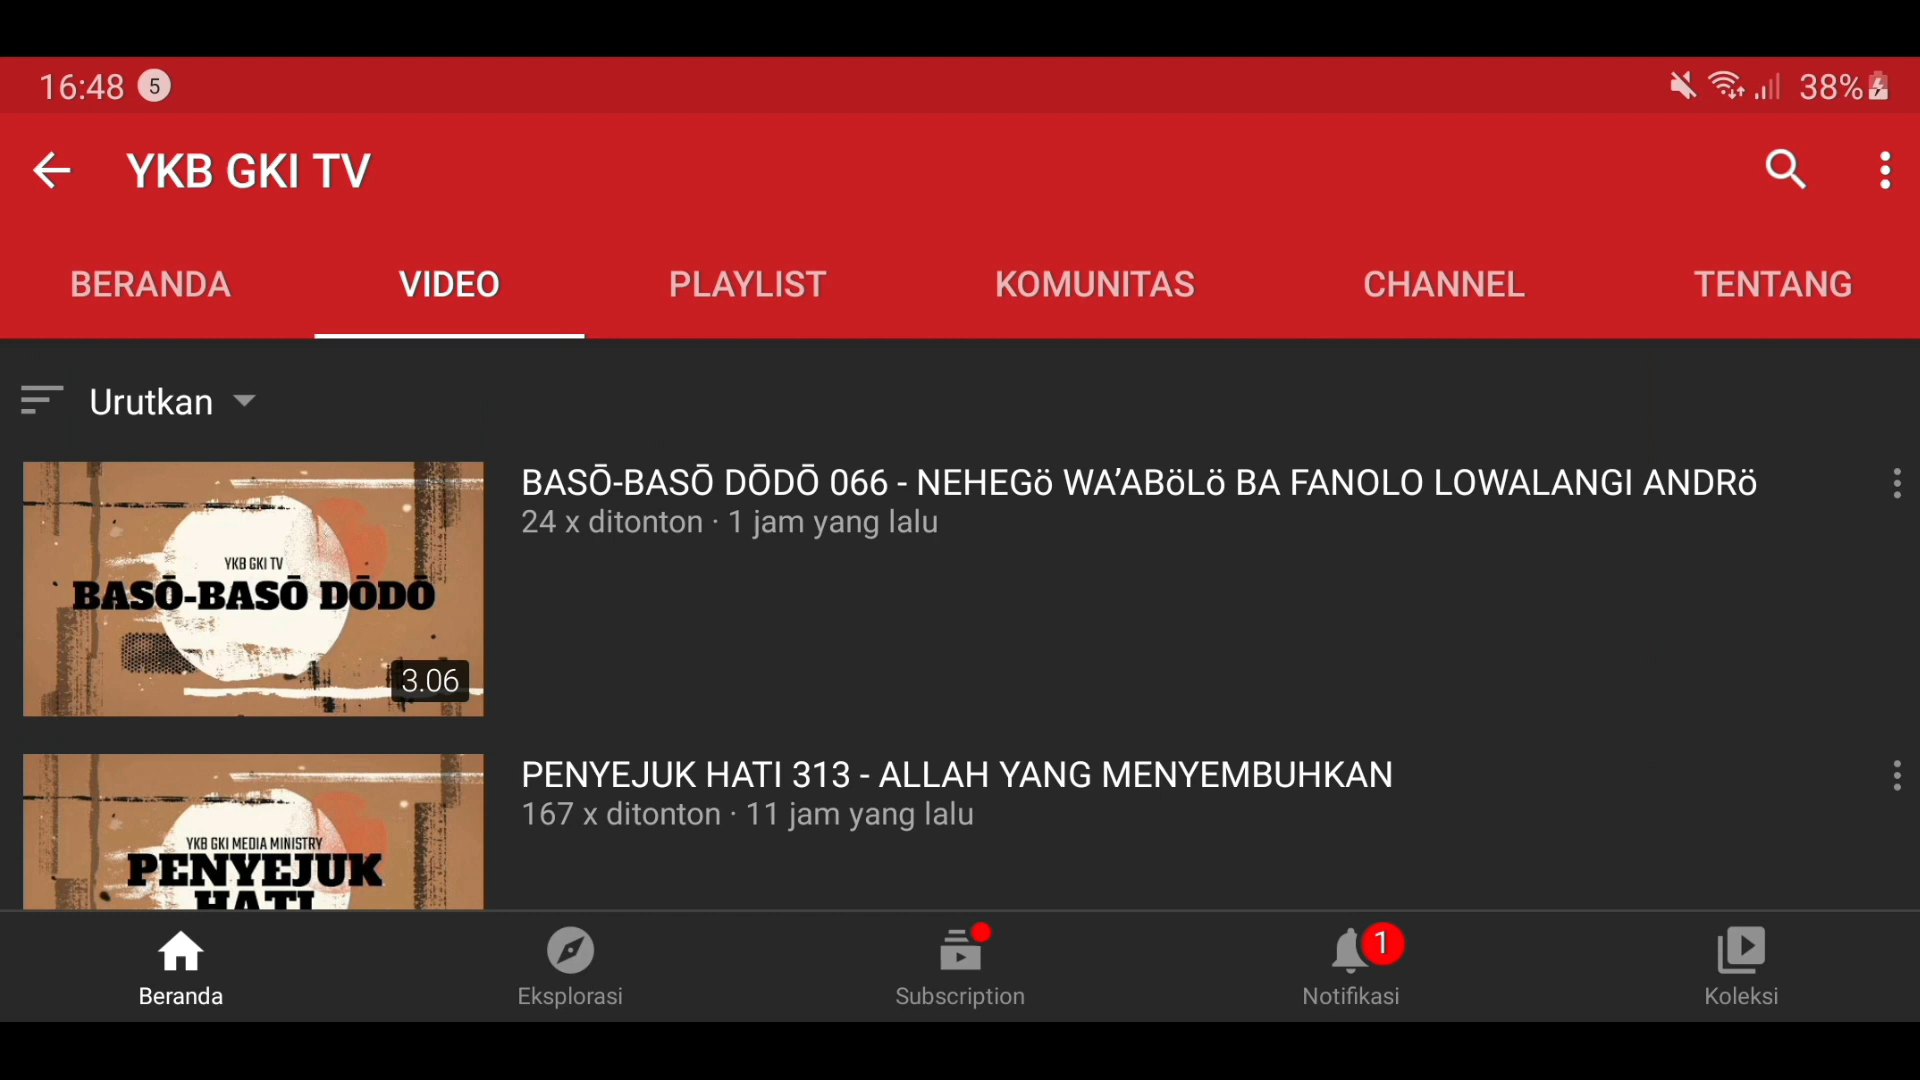 16:48 5 38%
YKB GKI TV
BERANDA VIDEO PLAYLIST KOMUNITAS CHANNEL TENTANG
Urutkan
BASŌ-BASŌ DŌDŌ 066 - NEHEGö WA’ABöLö BA FANOLO LOWALANGI ANDRö
24 x ditonton · 1 jam yang lalu
YKB GKI TV
BASŌ-BASŌ DŌDŌ
3.06
PENYEJUK HATI 313 - ALLAH YANG MENYEMBUHKAN
167 x ditonton · 11 jam yang lalu
YKB GKI MEDIA MINISTRY
PENYEJUK
HATI
1
Beranda Eksplorasi Subscription Notifikasi Koleksi